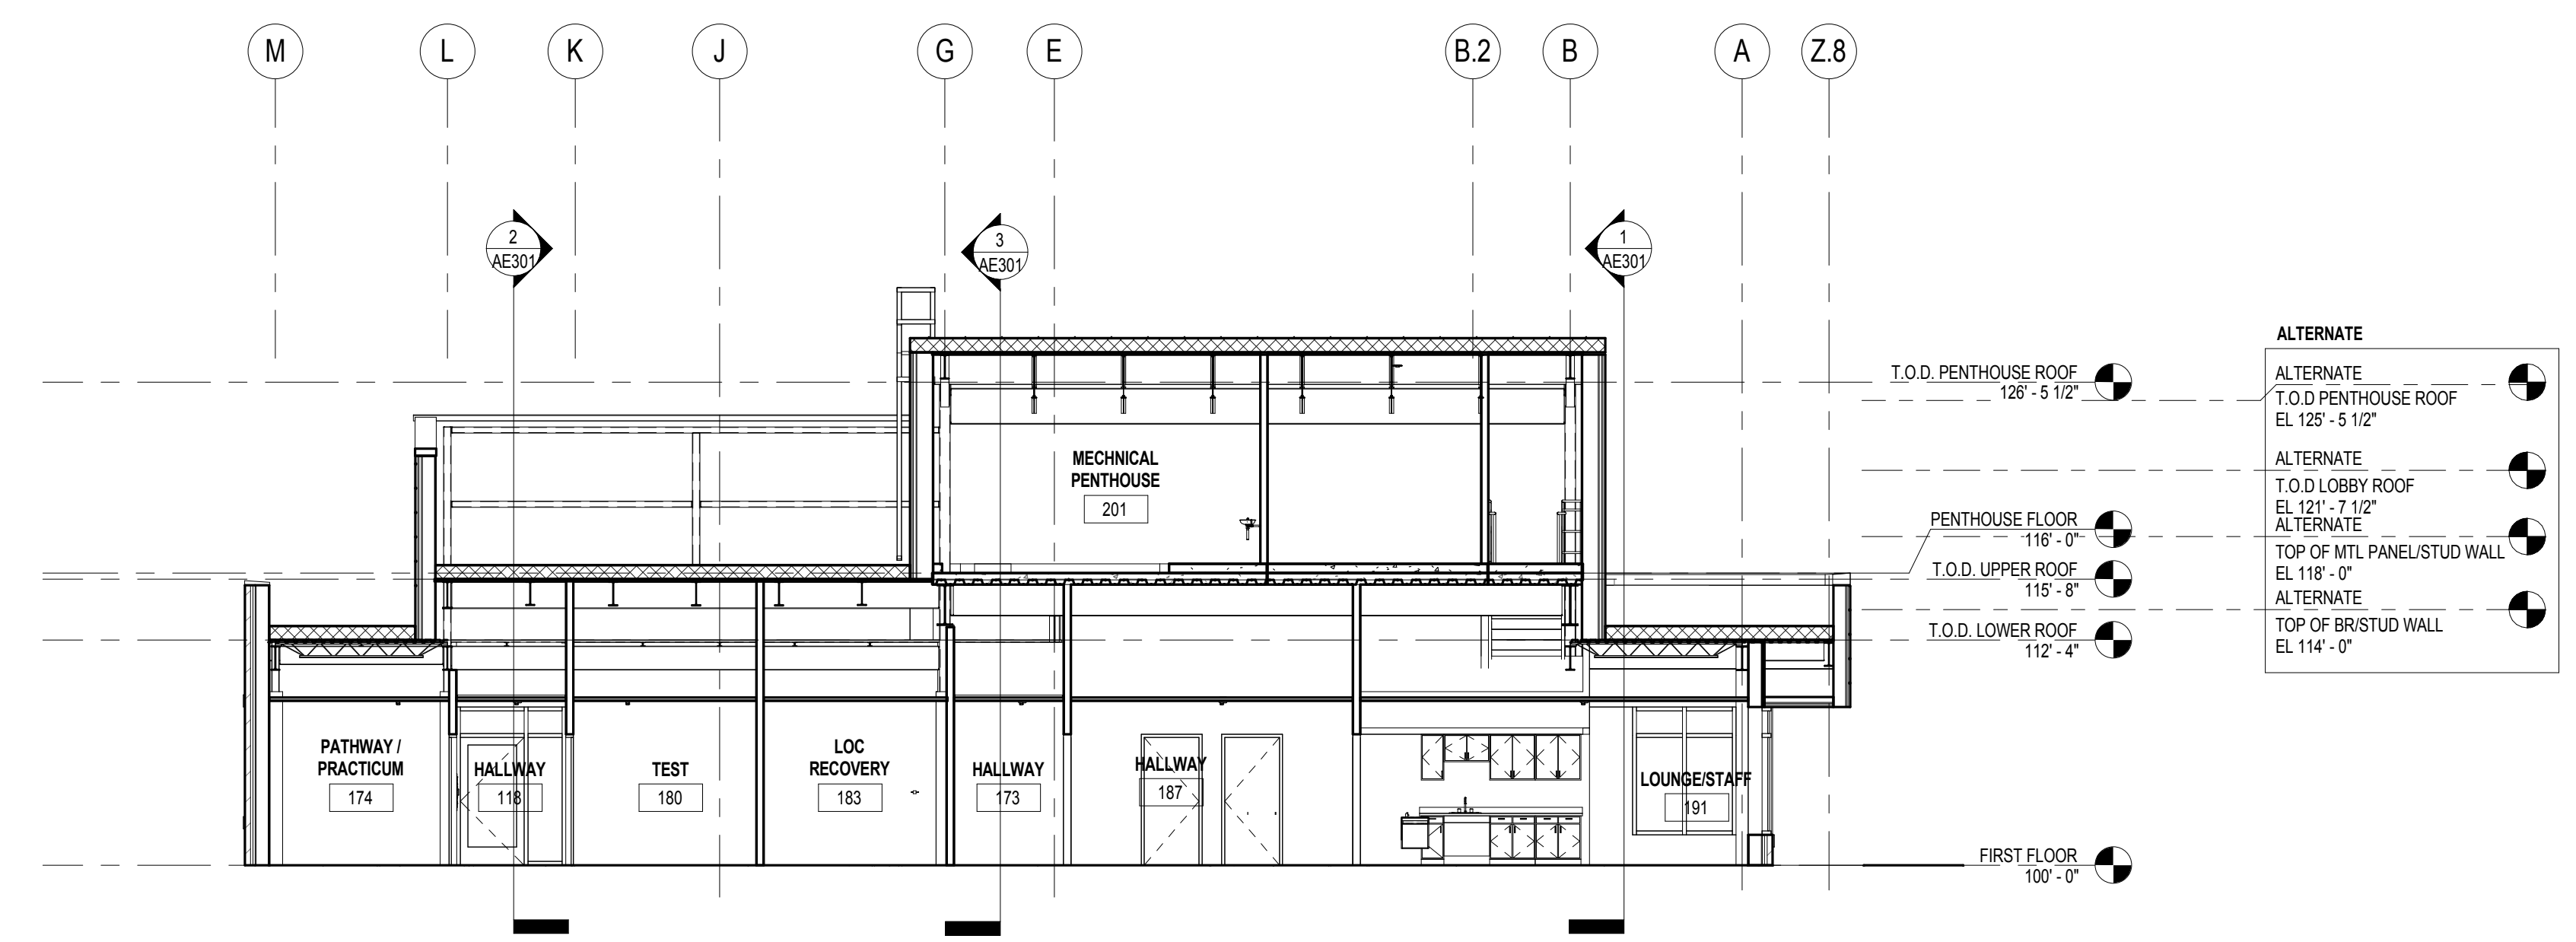 M
L
K
J
G
E
B.2
B
A
Z.8
2
AE301
3
AE301
1
AE301
ALTERNATE
T.O.D. PENTHOUSE ROOF
126' - 5 1/2"
ALTERNATE
T.O.D PENTHOUSE ROOF
EL 125' - 5 1/2"
ALTERNATE
T.O.D LOBBY ROOF
EL 121' - 7 1/2"
ALTERNATE
TOP OF MTL PANEL/STUD WALL
EL 118' - 0"
ALTERNATE
TOP OF BR/STUD WALL
EL 114' - 0"
MECHNICAL
PENTHOUSE
201
PENTHOUSE FLOOR
116' - 0"
T.O.D. UPPER ROOF
115' - 8"
T.O.D. LOWER ROOF
112' - 4"
PATHWAY /
PRACTICUM
174
HALLWAY
118
TEST
180
LOC
RECOVERY
183
HALLWAY
173
HALLWAY
187
LOUNGE/STAFF
191
FIRST FLOOR
100' - 0"